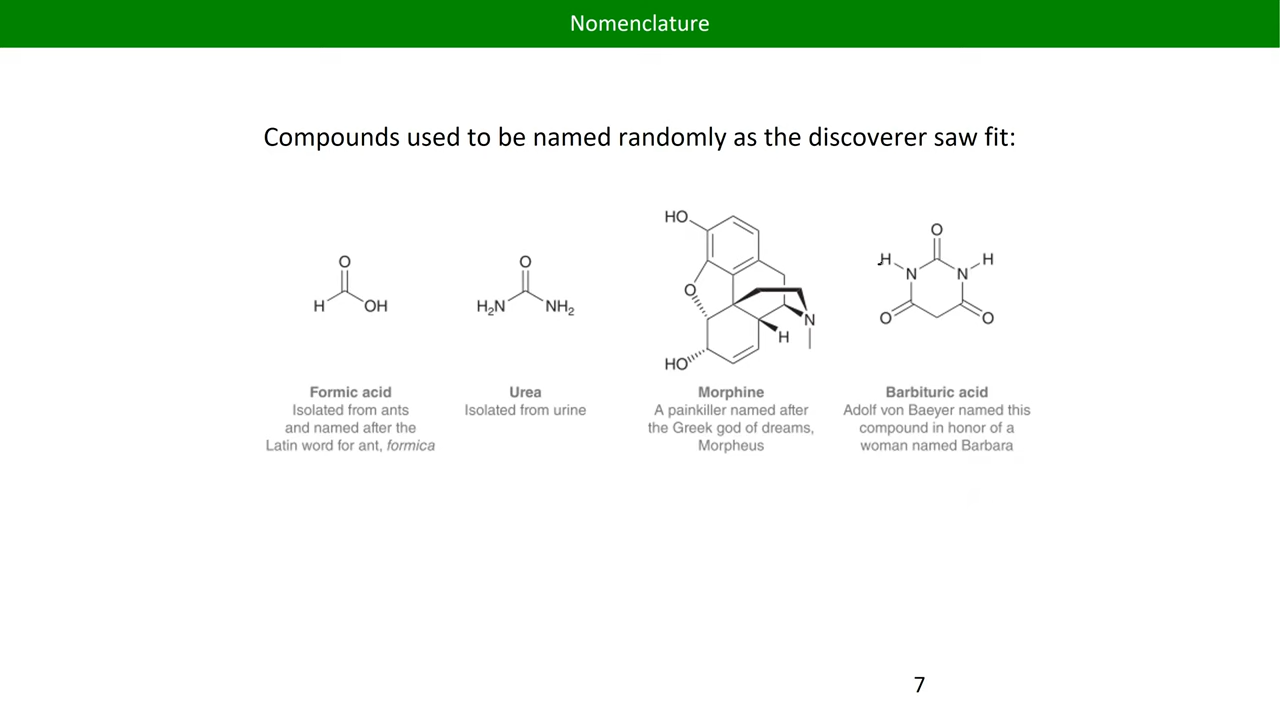 Nomenclature
Compounds used to be named randomly as the discoverer saw fit:
O
H
OH
O
H₂N
NH₂
HO
O
N
H
HO
O
H
H
N
N
O
O
Formic acid
Isolated from ants
and named after the
Latin word for ant, formica
Urea
Isolated from urine
Morphine
A painkiller named after
the Greek god of dreams,
Morpheus
Barbituric acid
Adolf von Baeyer named this
compound in honor of a
woman named Barbara
7